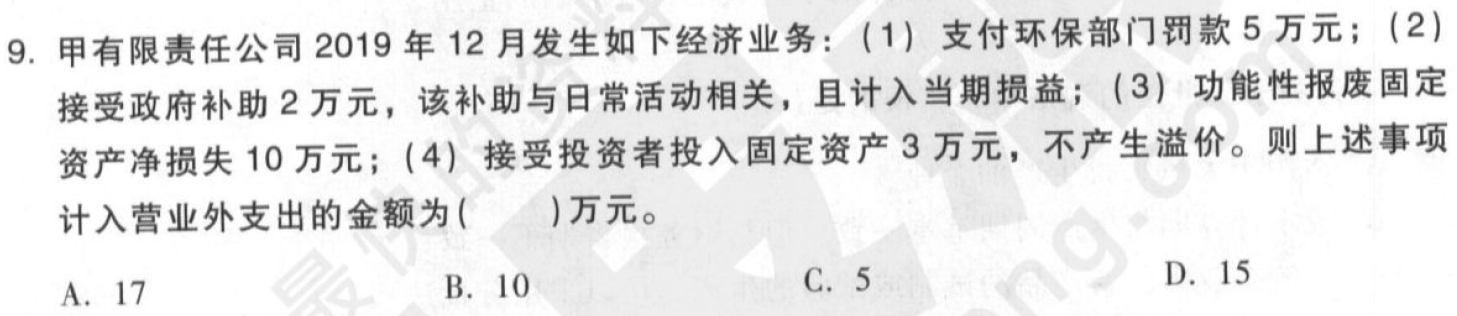 9. 甲有限责任公司 2019 年 12 月发生如下经济业务：(1) 支付环保部门罚款 5 万元；(2)
接受政府补助 2 万元，该补助与日常活动相关，且计入当期损益；(3) 功能性报废固定
资产净损失 10 万元；(4) 接受投资者投入固定资产 3 万元，不产生溢价。则上述事项
计入营业外支出的金额为(    )万元。
A. 17 B. 10 C. 5 D. 15